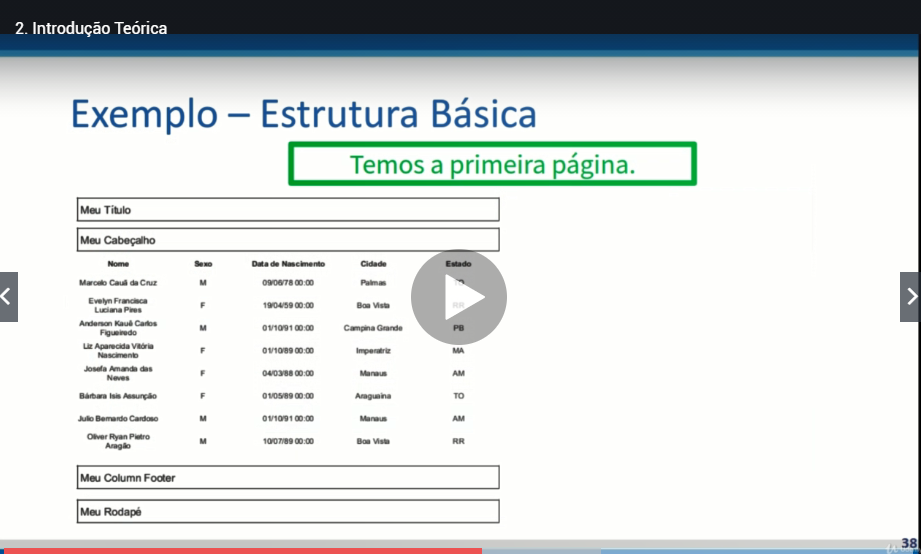 2. Introdução Teórica
Exemplo – Estrutura Básica
Temos a primeira página.
Meu Título
Meu Cabeçalho
Nome Sexo Data de Nascimento Cidade Estado
Marcelo Cauã da Cruz M 09/06/78 00:00 Palmas
Evelyn Francisca
Luciana Pires F 19/04/59 00:00 Boa Vista RR
Anderson Kauê Carlos
Figueiredo M 01/10/91 00:00 Campina Grande PB
Liz Aparecida Vitória
Nascimento F 01/10/89 00:00 Imperatriz MA
Josefa Amanda das
Neves F 04/03/88 00:00 Manaus AM
Bárbara Isis Assunção F 01/05/89 00:00 Araguaína TO
Julio Bernardo Cardoso M 01/10/91 00:00 Manaus AM
Oliver Ryan Pietro
Aragão M 10/07/89 00:00 Boa Vista RR
Meu Column Footer
Meu Rodapé
38